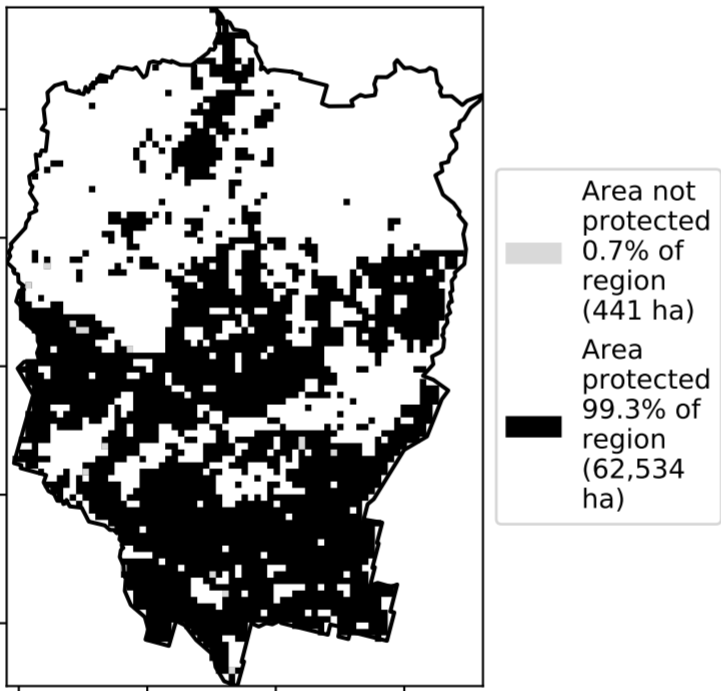 Area not
protected
0.7% of
region
(441 ha)
Area
protected
99.3% of
region
(62,534
ha)